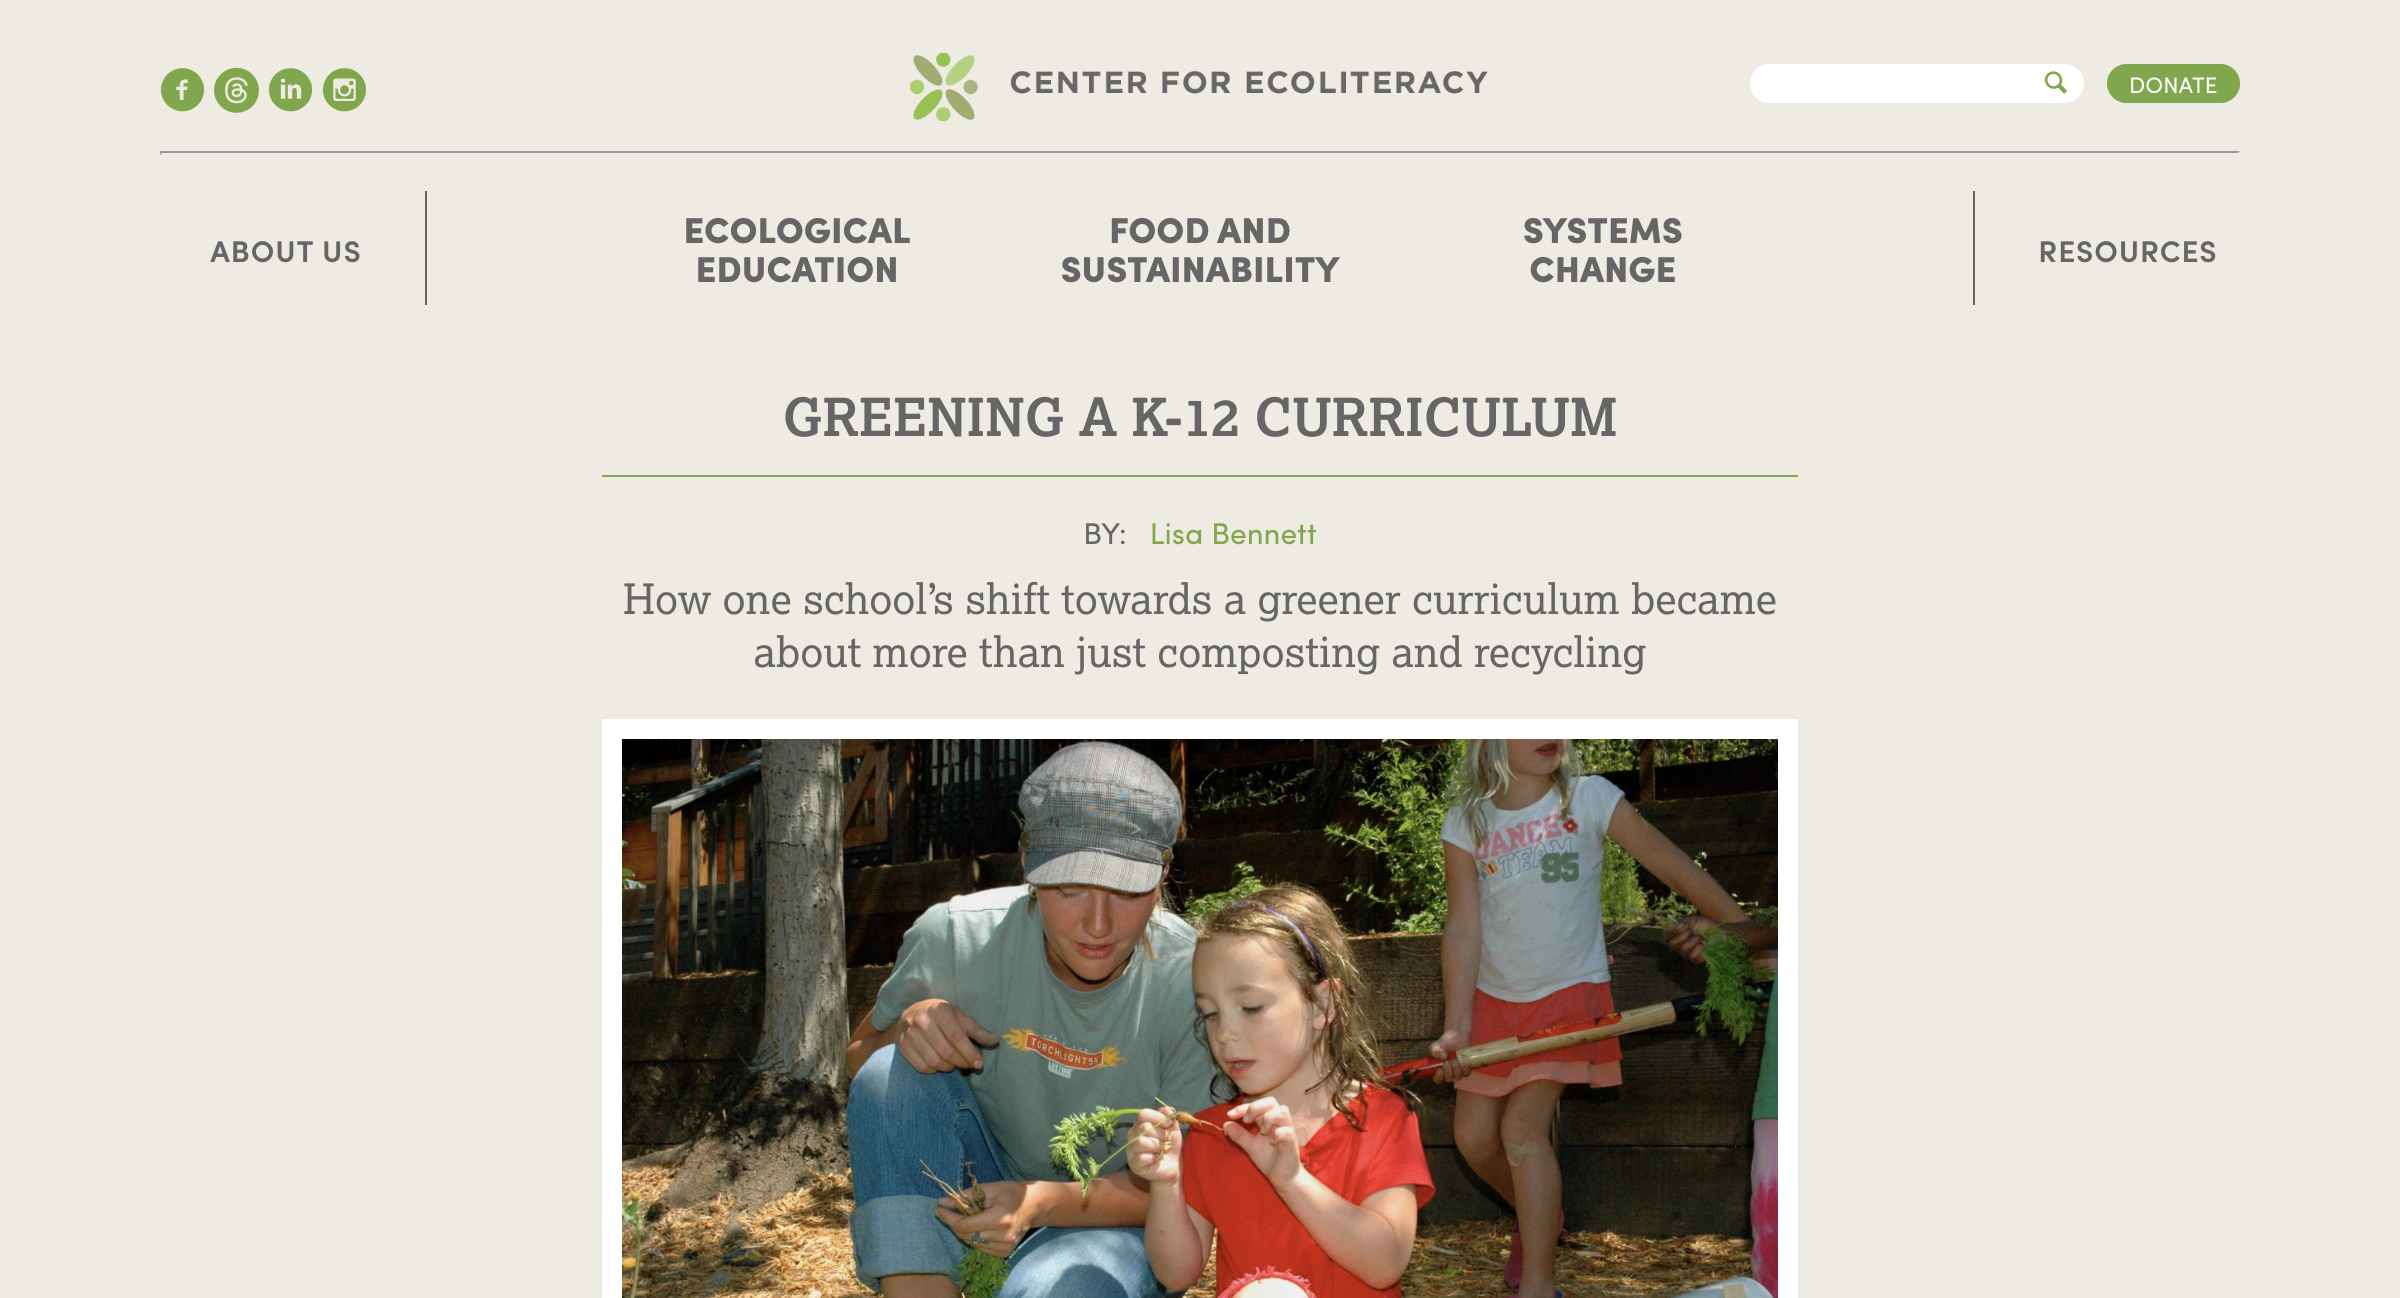 CENTER FOR ECOLITERACY
DONATE
ABOUT US
ECOLOGICAL
EDUCATION
FOOD AND
SUSTAINABILITY
SYSTEMS
CHANGE
RESOURCES
GREENING A K-12 CURRICULUM
BY: Lisa Bennett
How one school’s shift towards a greener curriculum became
about more than just composting and recycling
DANCE
TEAM
95
TORCHLIGHT5K